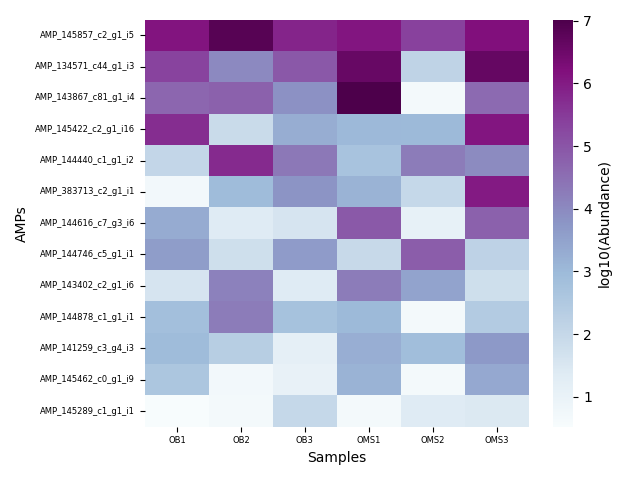 AMP_145857_c2_g1_i5
AMP_134571_c44_g1_i3
AMP_143867_c81_g1_i4
AMP_145422_c2_g1_i16
AMP_144440_c1_g1_i2
AMP_383713_c2_g1_i1
AMP_144616_c7_g3_i6
AMP_144746_c5_g1_i1
AMP_143402_c2_g1_i6
AMP_144878_c1_g1_i1
AMP_141259_c3_g4_i3
AMP_145462_c0_g1_i9
AMP_145289_c1_g1_i1
AMPs
OB1 OB2 OB3 OMS1 OMS2 OMS3
Samples
7
6
5
4
3
2
1
log10(Abundance)